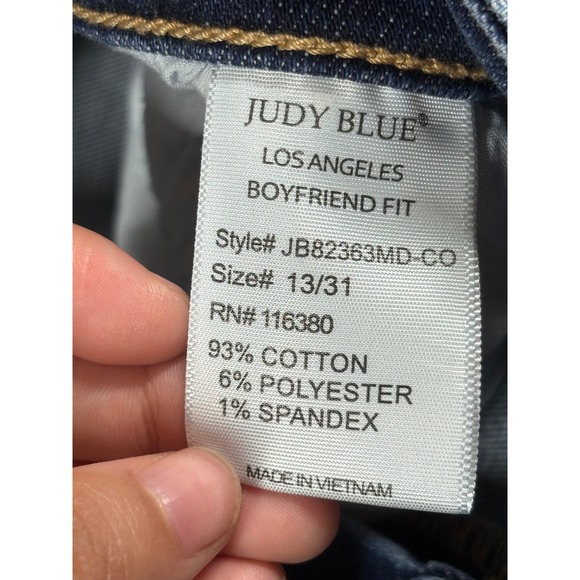 JUDY BLUE®
LOS ANGELES
BOYFRIEND FIT
Style# JB82363MD-CO
Size# 13/31
RN# 116380
93% COTTON
6% POLYESTER
1% SPANDEX
MADE IN VIETNAM